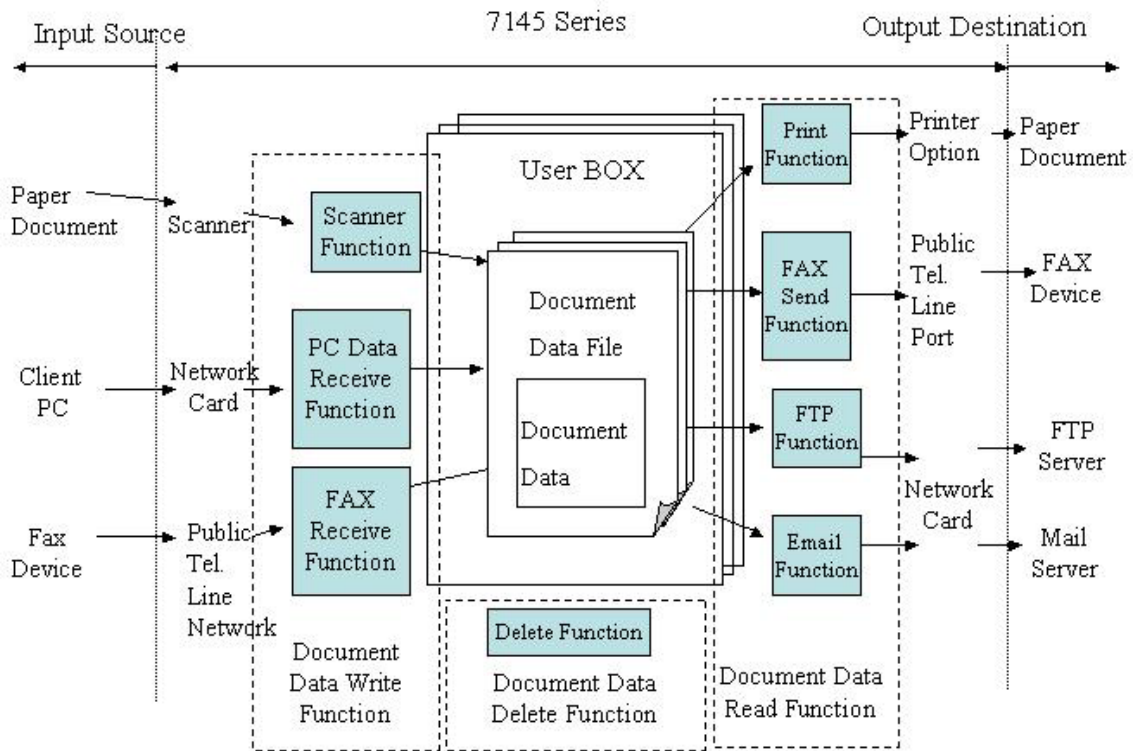 Input Source
7145 Series
Output Destination
Paper
Document
Scanner
Scanner
Function
User BOX
Print
Function
Printer
Option
Paper
Document
Document
Data File
Document
Data
FAX
Send
Function
Public
Tel.
Line
Port
FAX
Device
Client
PC
Network
Card
PC Data
Receive
Function
FTP
Function
FTP
Server
Network
Card
Fax
Device
Public
Tel.
Line
Network
FAX
Receive
Function
Email
Function
Mail
Server
Document
Data Write
Function
Delete Function
Document Data
Delete Function
Document Data
Read Function